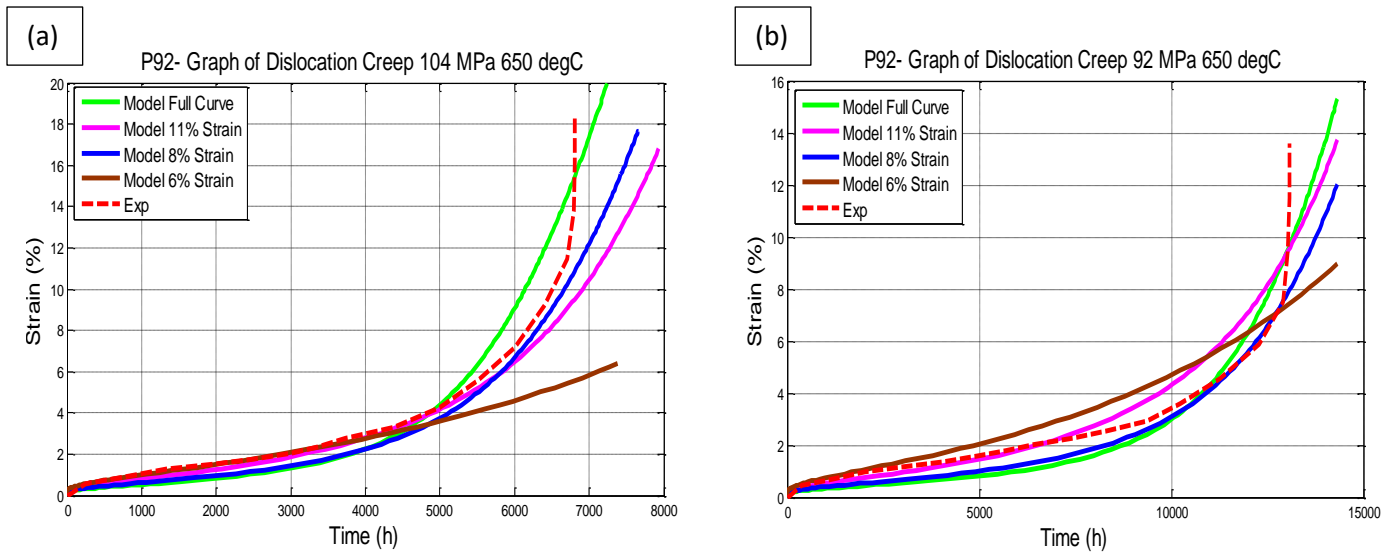 (a)
P92- Graph of Dislocation Creep 104 MPa 650 degC
Model Full Curve
Model 11% Strain
Model 8% Strain
Model 6% Strain
Exp
Strain (%)
20
18
16
14
12
10
8
6
4
2
0
0 1000 2000 3000 4000 5000 6000 7000 8000
Time (h)
(b)
P92- Graph of Dislocation Creep 92 MPa 650 degC
Model Full Curve
Model 11% Strain
Model 8% Strain
Model 6% Strain
Exp
Strain (%)
16
14
12
10
8
6
4
2
0
0 5000 10000 15000
Time (h)